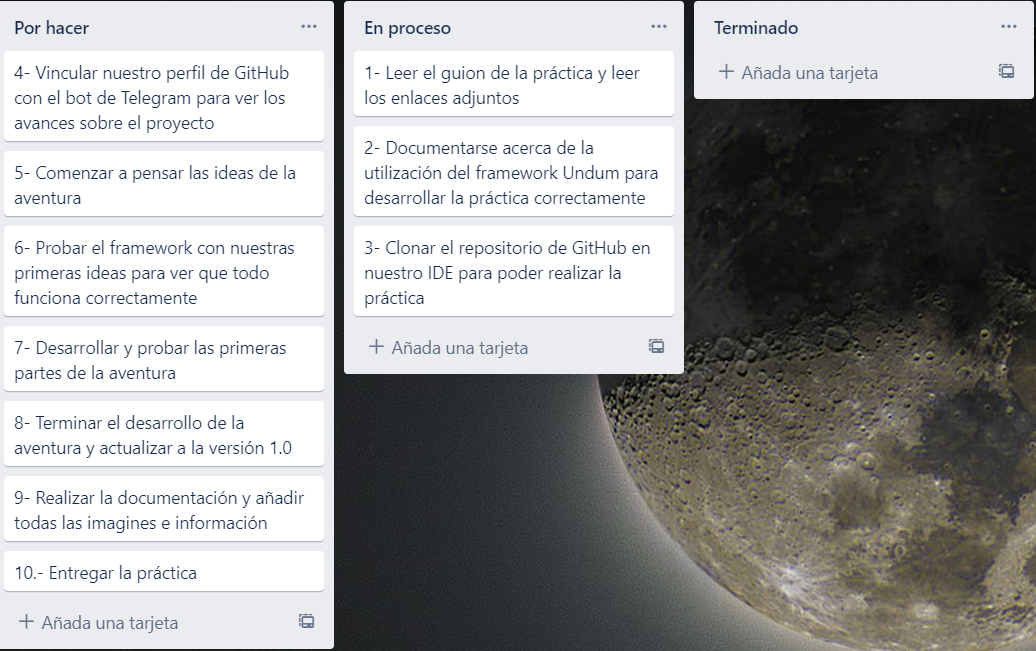 Por hacer
4- Vincular nuestro perfil de GitHub
con el bot de Telegram para ver los
avances sobre el proyecto
5- Comenzar a pensar las ideas de la
aventura
6- Probar el framework con nuestras
primeras ideas para ver que todo
funciona correctamente
7- Desarrollar y probar las primeras
partes de la aventura
8- Terminar el desarrollo de la
aventura y actualizar a la versión 1.0
9- Realizar la documentación y añadir
todas las imagines e información
10.- Entregar la práctica
+ Añada una tarjeta
En proceso
1- Leer el guion de la práctica y leer
los enlaces adjuntos
2- Documentarse acerca de la
utilización del framework Undum para
desarrollar la práctica correctamente
3- Clonar el repositorio de GitHub en
nuestro IDE para poder realizar la
práctica
+ Añada una tarjeta
Terminado
+ Añada una tarjeta